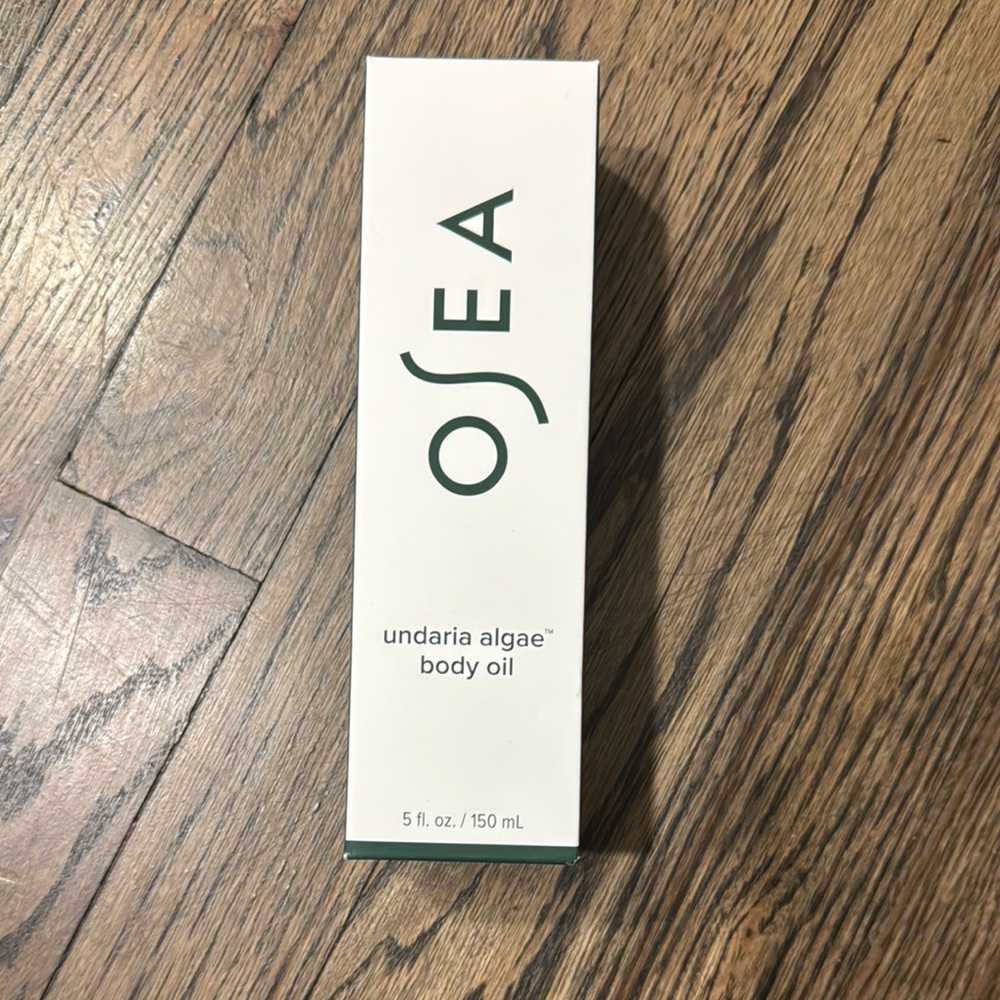 OSEA
undaria algae™
body oil
5 fl. oz. / 150 mL